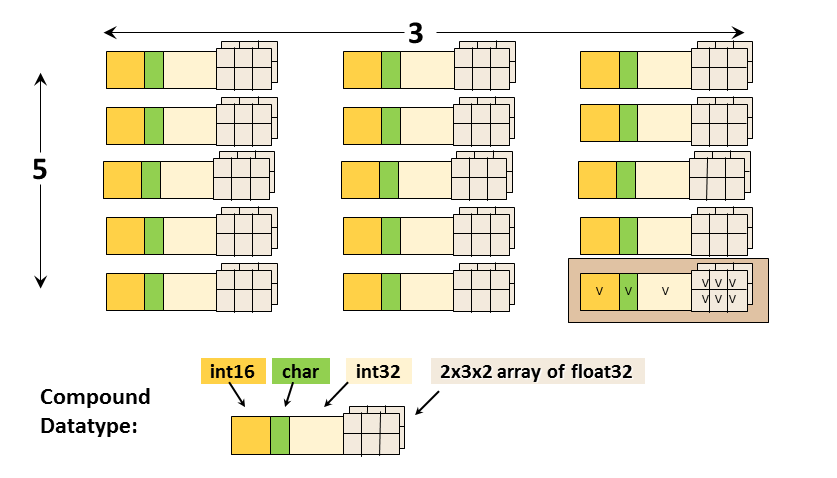 3
5
V V V V V V
V V V
int16 char int32 2x3x2 array of float32
Compound
Datatype: